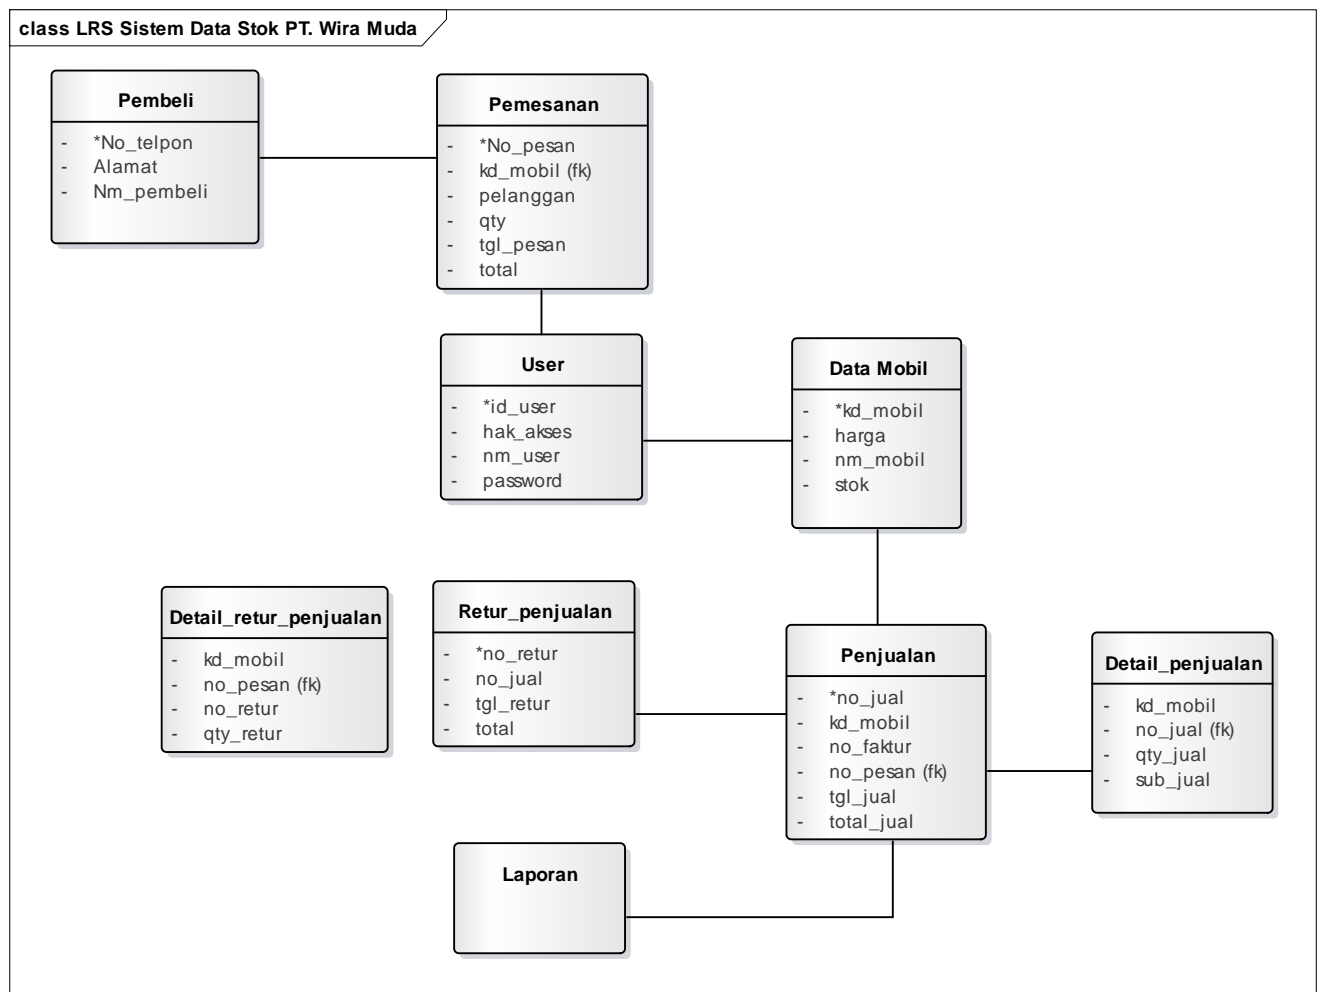 class LRS Sistem Data Stok PT. Wira Muda
Pembeli
- *No_telpon
- Alamat
- Nm_pembeli
Pemesanan
- *No_pesan
- kd_mobil (fk)
- pelanggan
- qty
- tgl_pesan
- total
User
- *id_user
- hak_akses
- nm_user
- password
Data Mobil
- *kd_mobil
- harga
- nm_mobil
- stok
Detail_retur_penjualan
- kd_mobil
- no_pesan (fk)
- no_retur
- qty_retur
Retur_penjualan
- *no_retur
- no_jual
- tgl_retur
- total
Penjualan
- *no_jual
- kd_mobil
- no_faktur
- no_pesan (fk)
- tgl_jual
- total_jual
Detail_penjualan
- kd_mobil
- no_jual (fk)
- qty_jual
- sub_jual
Laporan